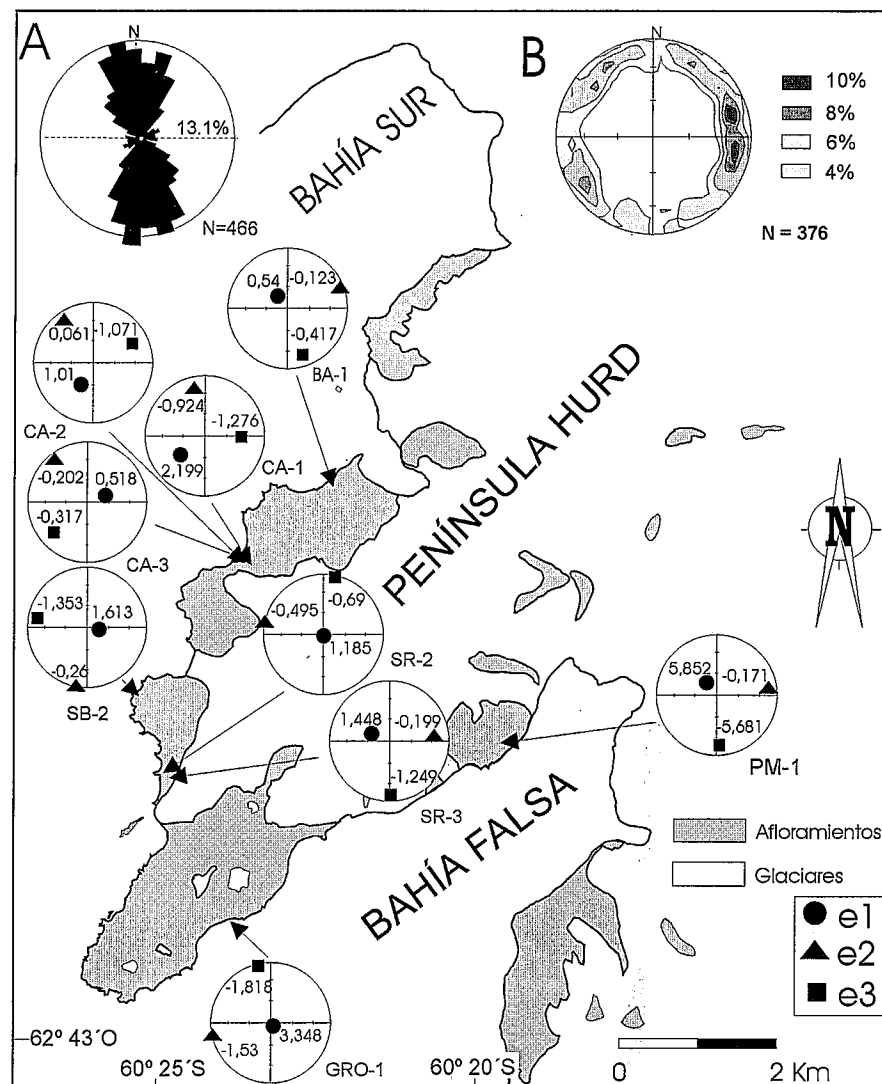 A
N
13.1%
N=466
B
N
10%
8%
6%
4%
N = 376
BAHÍA SUR
0,54
-0,123
-0,417
BA-1
0,061
-1,071
1,01
CA-2
-0,924
-1,276
2,199
CA-1
-0,202
0,518
-0,317
CA-3
PENÍNSULA HURD
N
-1,353
1,613
-0,26
SB-2
-0,495
-0,69
1,185
SR-2
1,448
-0,199
-1,249
SR-3
5,852
-0,171
-5,681
PM-1
BAHÍA FALSA
Afloramientos
Glaciares
e1
e2
e3
-1,818
-1,53
3,348
GRO-1
62º 43´O
60º 25´S
60º 20´S
0
2 Km